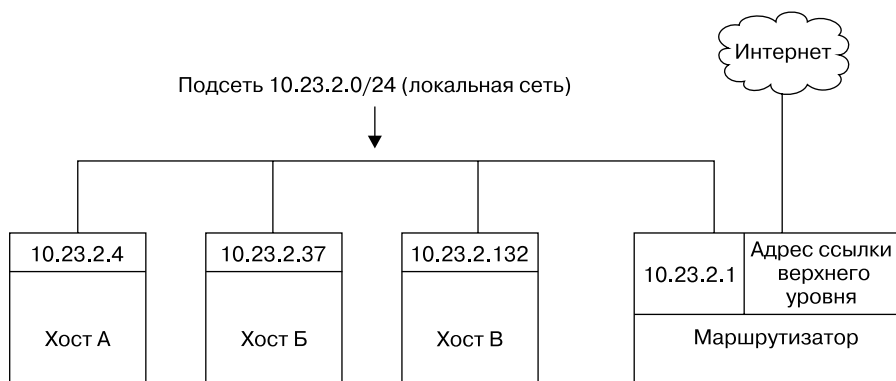 Интернет
Подсеть 10.23.2.0/24 (локальная сеть)
10.23.2.4
10.23.2.37
10.23.2.132
10.23.2.1
Адрес ссылки
верхнего
уровня
Хост А
Хост Б
Хост В
Маршрутизатор